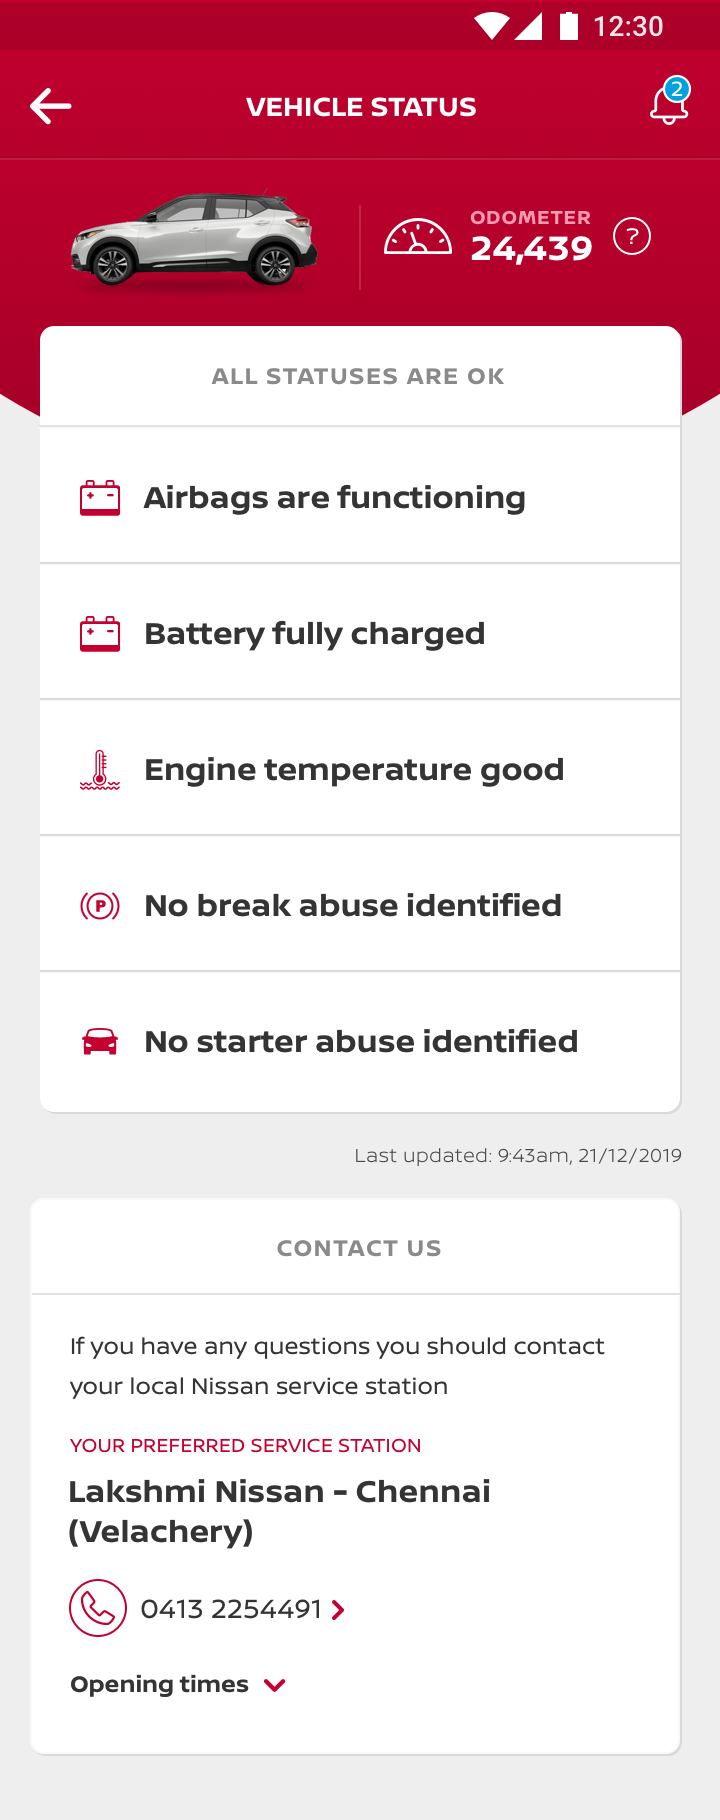 12:30
VEHICLE STATUS
2
ODOMETER
24,439
?
ALL STATUSES ARE OK
Airbags are functioning
Battery fully charged
Engine temperature good
P
No break abuse identified
No starter abuse identified
Last updated: 9:43am, 21/12/2019
CONTACT US
If you have any questions you should contact
your local Nissan service station
YOUR PREFERRED SERVICE STATION
Lakshmi Nissan - Chennai
(Velachery)
0413 2254491
Opening times